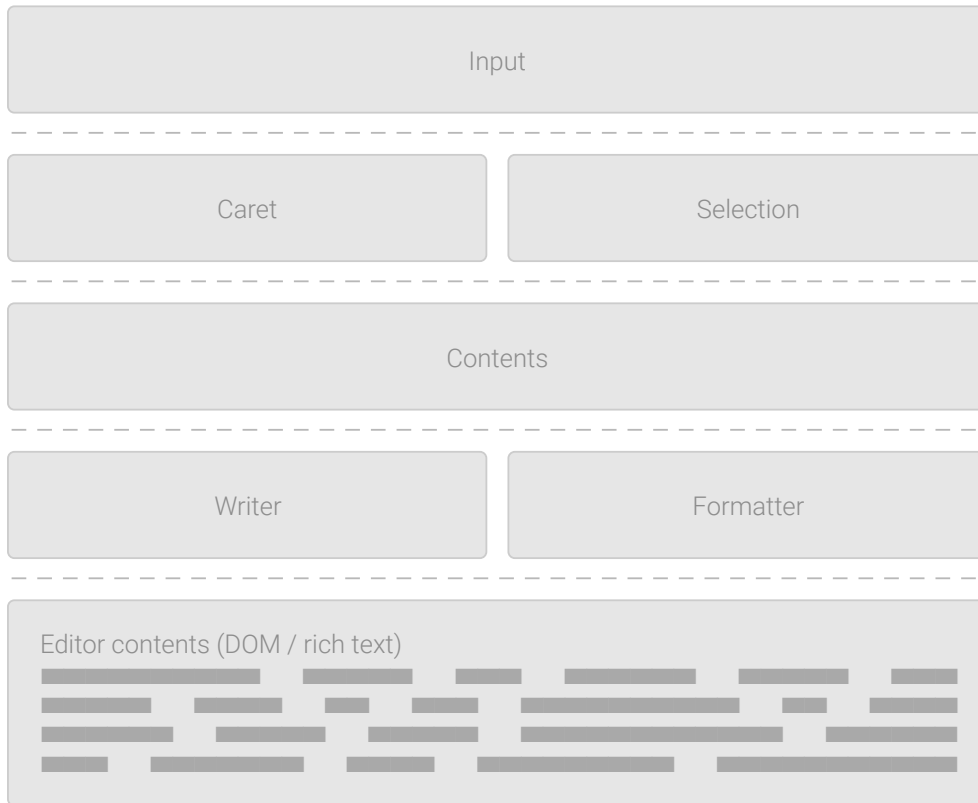 Input
Caret
Selection
Contents
Writer
Formatter
Editor contents (DOM / rich text)